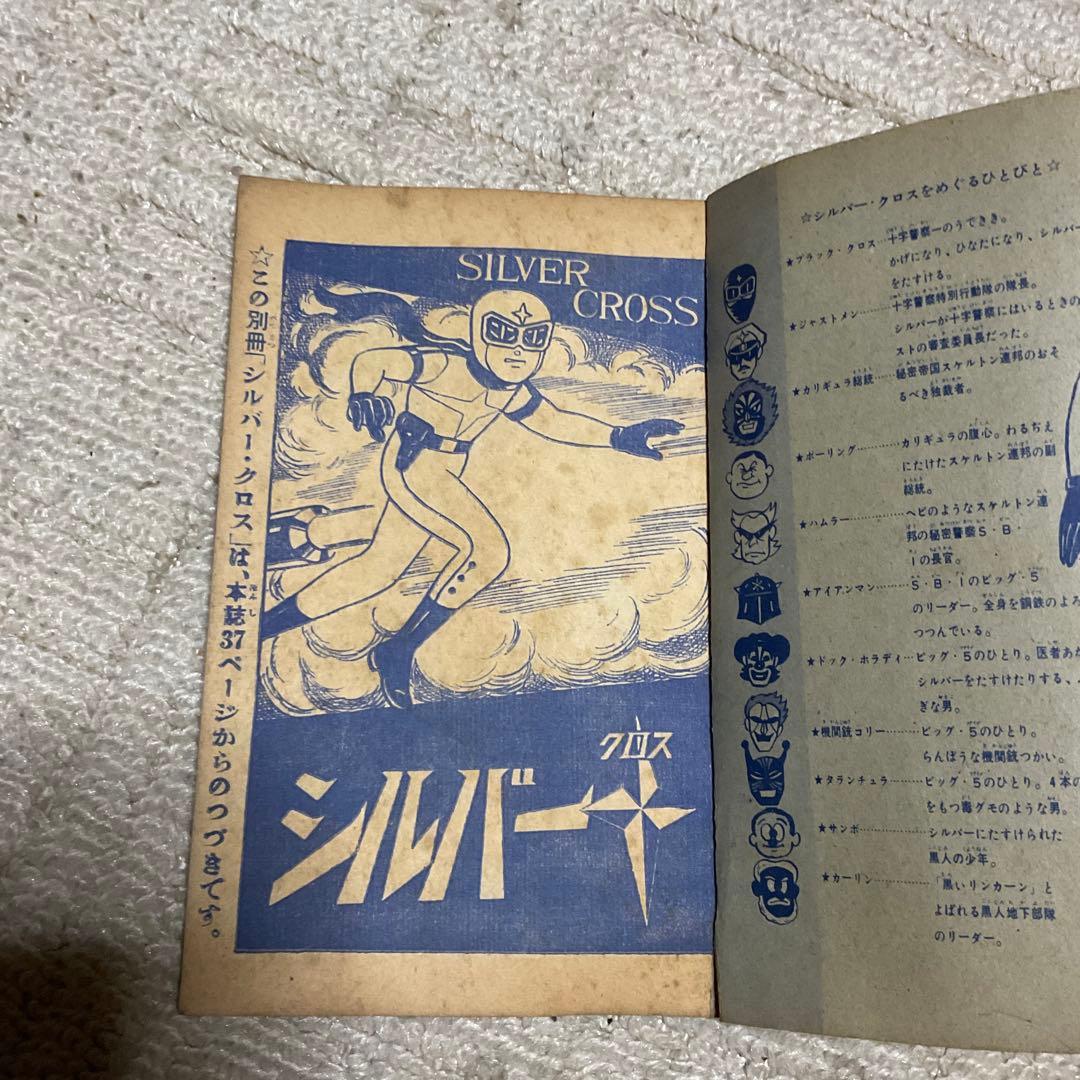 ☆この別冊「シルバー・クロス」は、本誌37ページからのつづきです。
SILVER
CROSS
クロス
シルバー
☆シルバー・クロスをめぐるひとびと☆
★ブラック・クロス…十字警察一のうできき。
かげになり、ひなたになり、シルバー
をたすける。
★ジャストメン………十字警察特別行動隊の隊長。
シルバーが十字警察にはいるときの
ストの審査委員長だった。
★カリギュラ総統……秘密帝国スケルトン連邦のおそ
るべき独裁者。
★ボーリング…………カリギュラの腹心。わるぢえ
にたけたスケルトン連邦の副
総統。
★ハムラー……………ヘビのようなスケルトン連
邦の秘密警察S・B・
Iの長官。
★アイアンマン………S・B・Iのビッグ・5
のリーダー。全身を鋼鉄のよろ
つつんでいる。
★ドック・ホラディ…ビッグ・5のひとり。医者あが
シルバーをたすけたりする、
ぎな男。
★機関銃コリー………ビッグ・5のひとり。
らんぼうな機関銃つかい。
★タランチュラ………ビッグ・5のひとり。4本の
をもつ毒グモのような男。
★サンボ………………シルバーにたすけられた
黒人の少年。
★カーリン……………「黒いリンカーン」と
よばれる黒人地下部隊
のリーダー。